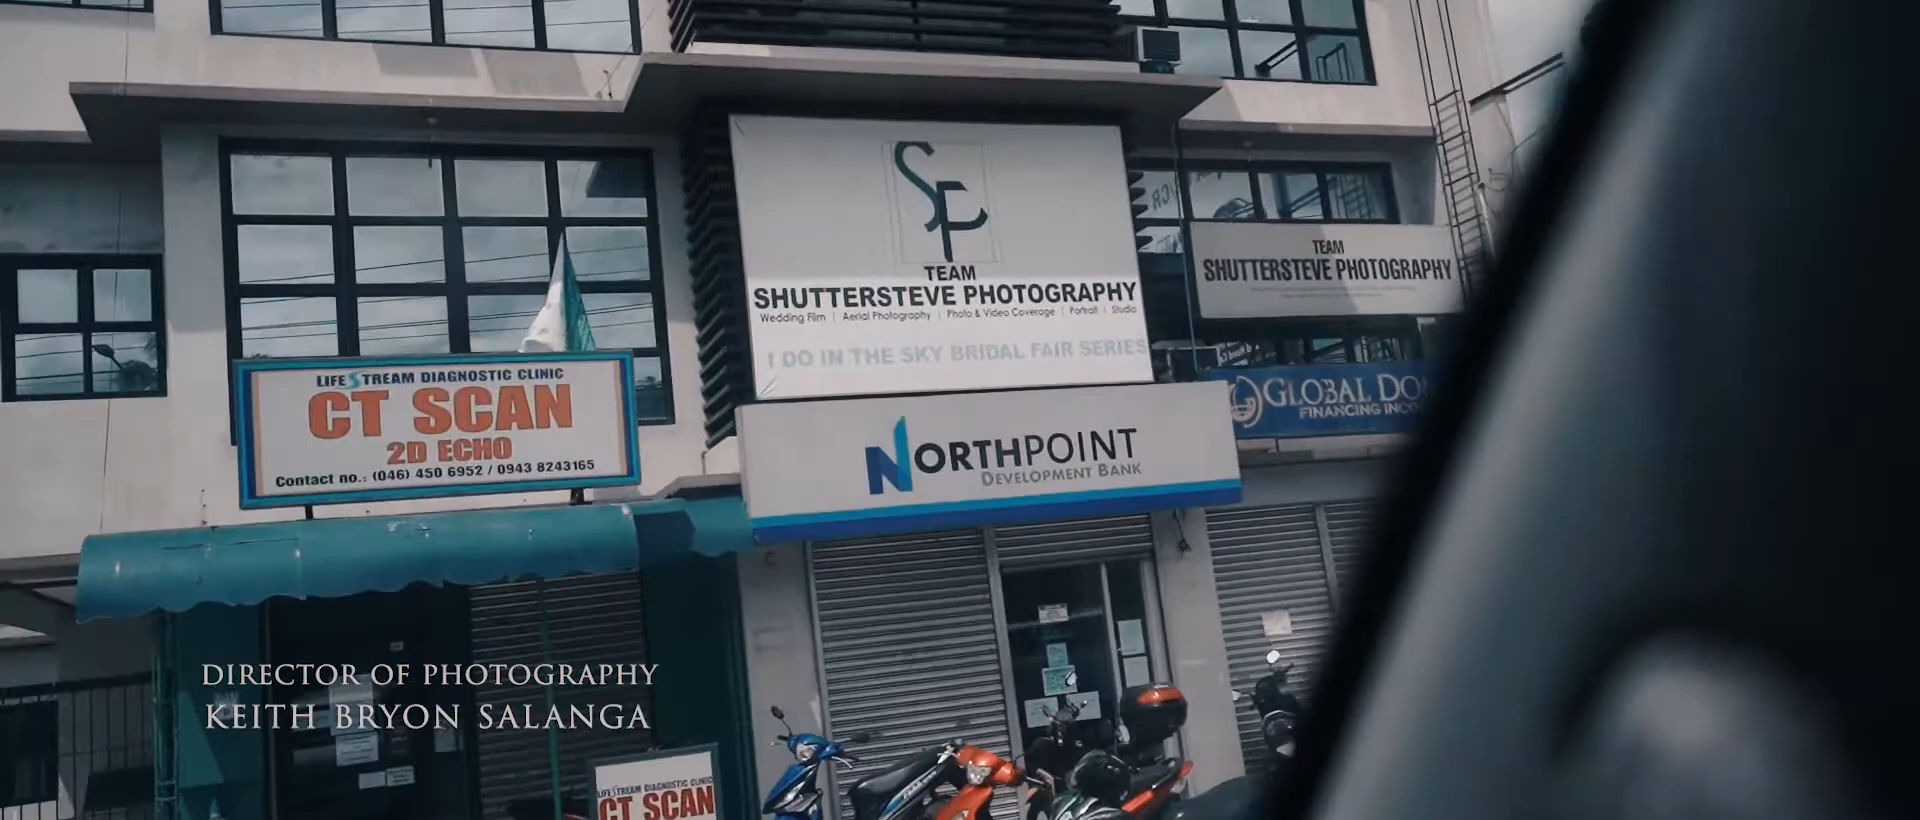 SP
TEAM
SHUTTERSTEVE PHOTOGRAPHY
Wedding Film | Aerial Photography | Photo & Video Coverage | Portrait | Studio
I DO IN THE SKY BRIDAL FAIR SERIES
TEAM
SHUTTERSTEVE PHOTOGRAPHY
LIFESTREAM DIAGNOSTIC CLINIC
CT SCAN
2D ECHO
Contact no.: (046) 450 6952 / 0943 8243165
NORTHPOINT
DEVELOPMENT BANK
GLOBAL DO
FINANCING INC
DIRECTOR OF PHOTOGRAPHY
KEITH BRYON SALANGA
LIFESTREAM DIAGNOSTIC CLINIC
CT SCAN